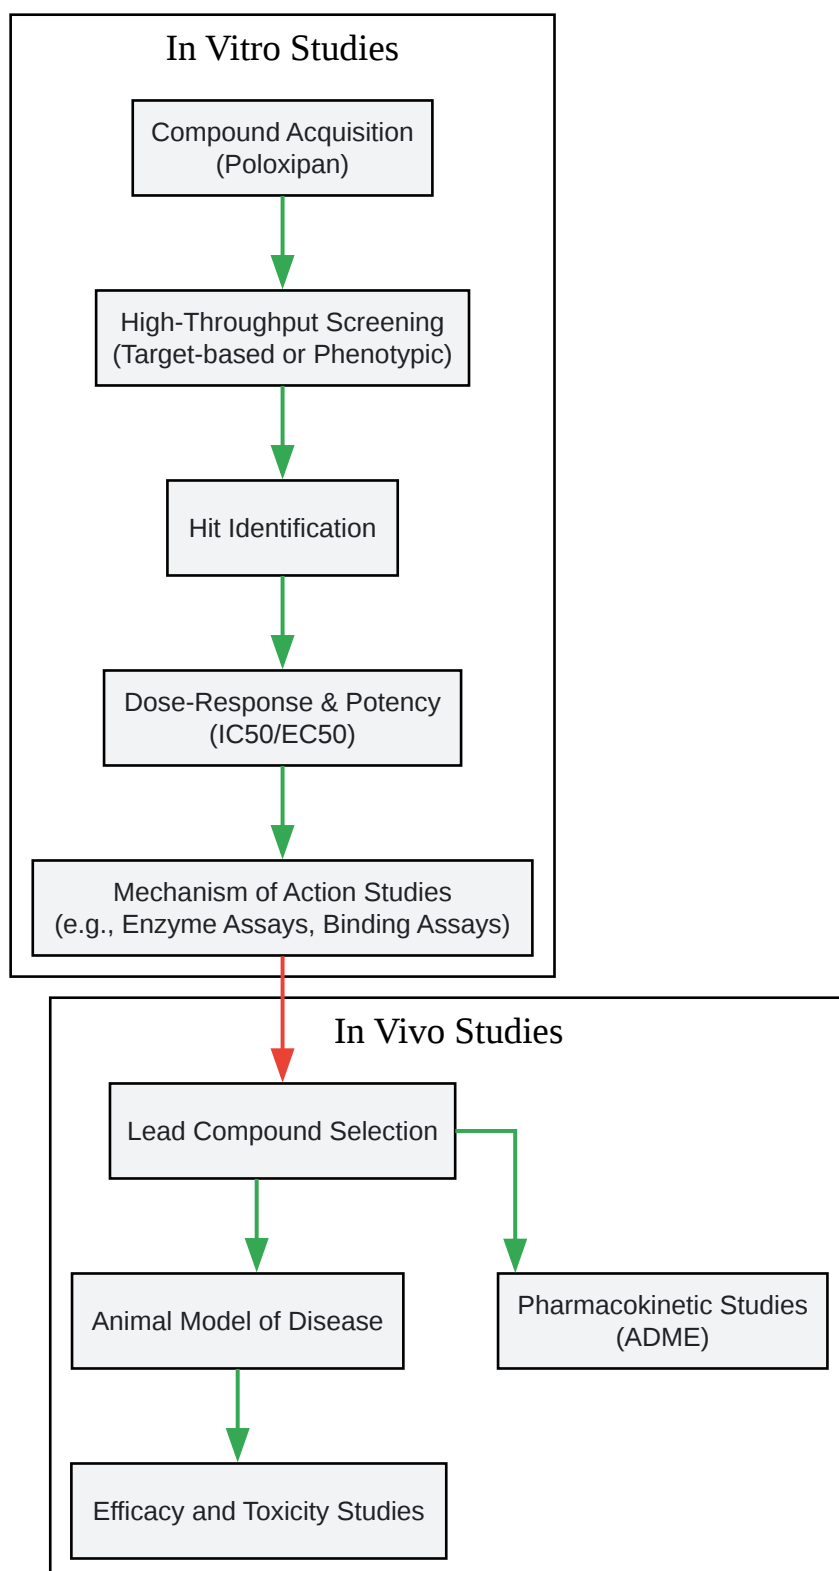 In Vitro Studies
Compound Acquisition
(Poloxipan)
High-Throughput Screening
(Target-based or Phenotypic)
Hit Identification
Dose-Response & Potency
(IC50/EC50)
Mechanism of Action Studies
(e.g., Enzyme Assays, Binding Assays)
In Vivo Studies
Lead Compound Selection
Animal Model of Disease
Pharmacokinetic Studies
(ADME)
Efficacy and Toxicity Studies